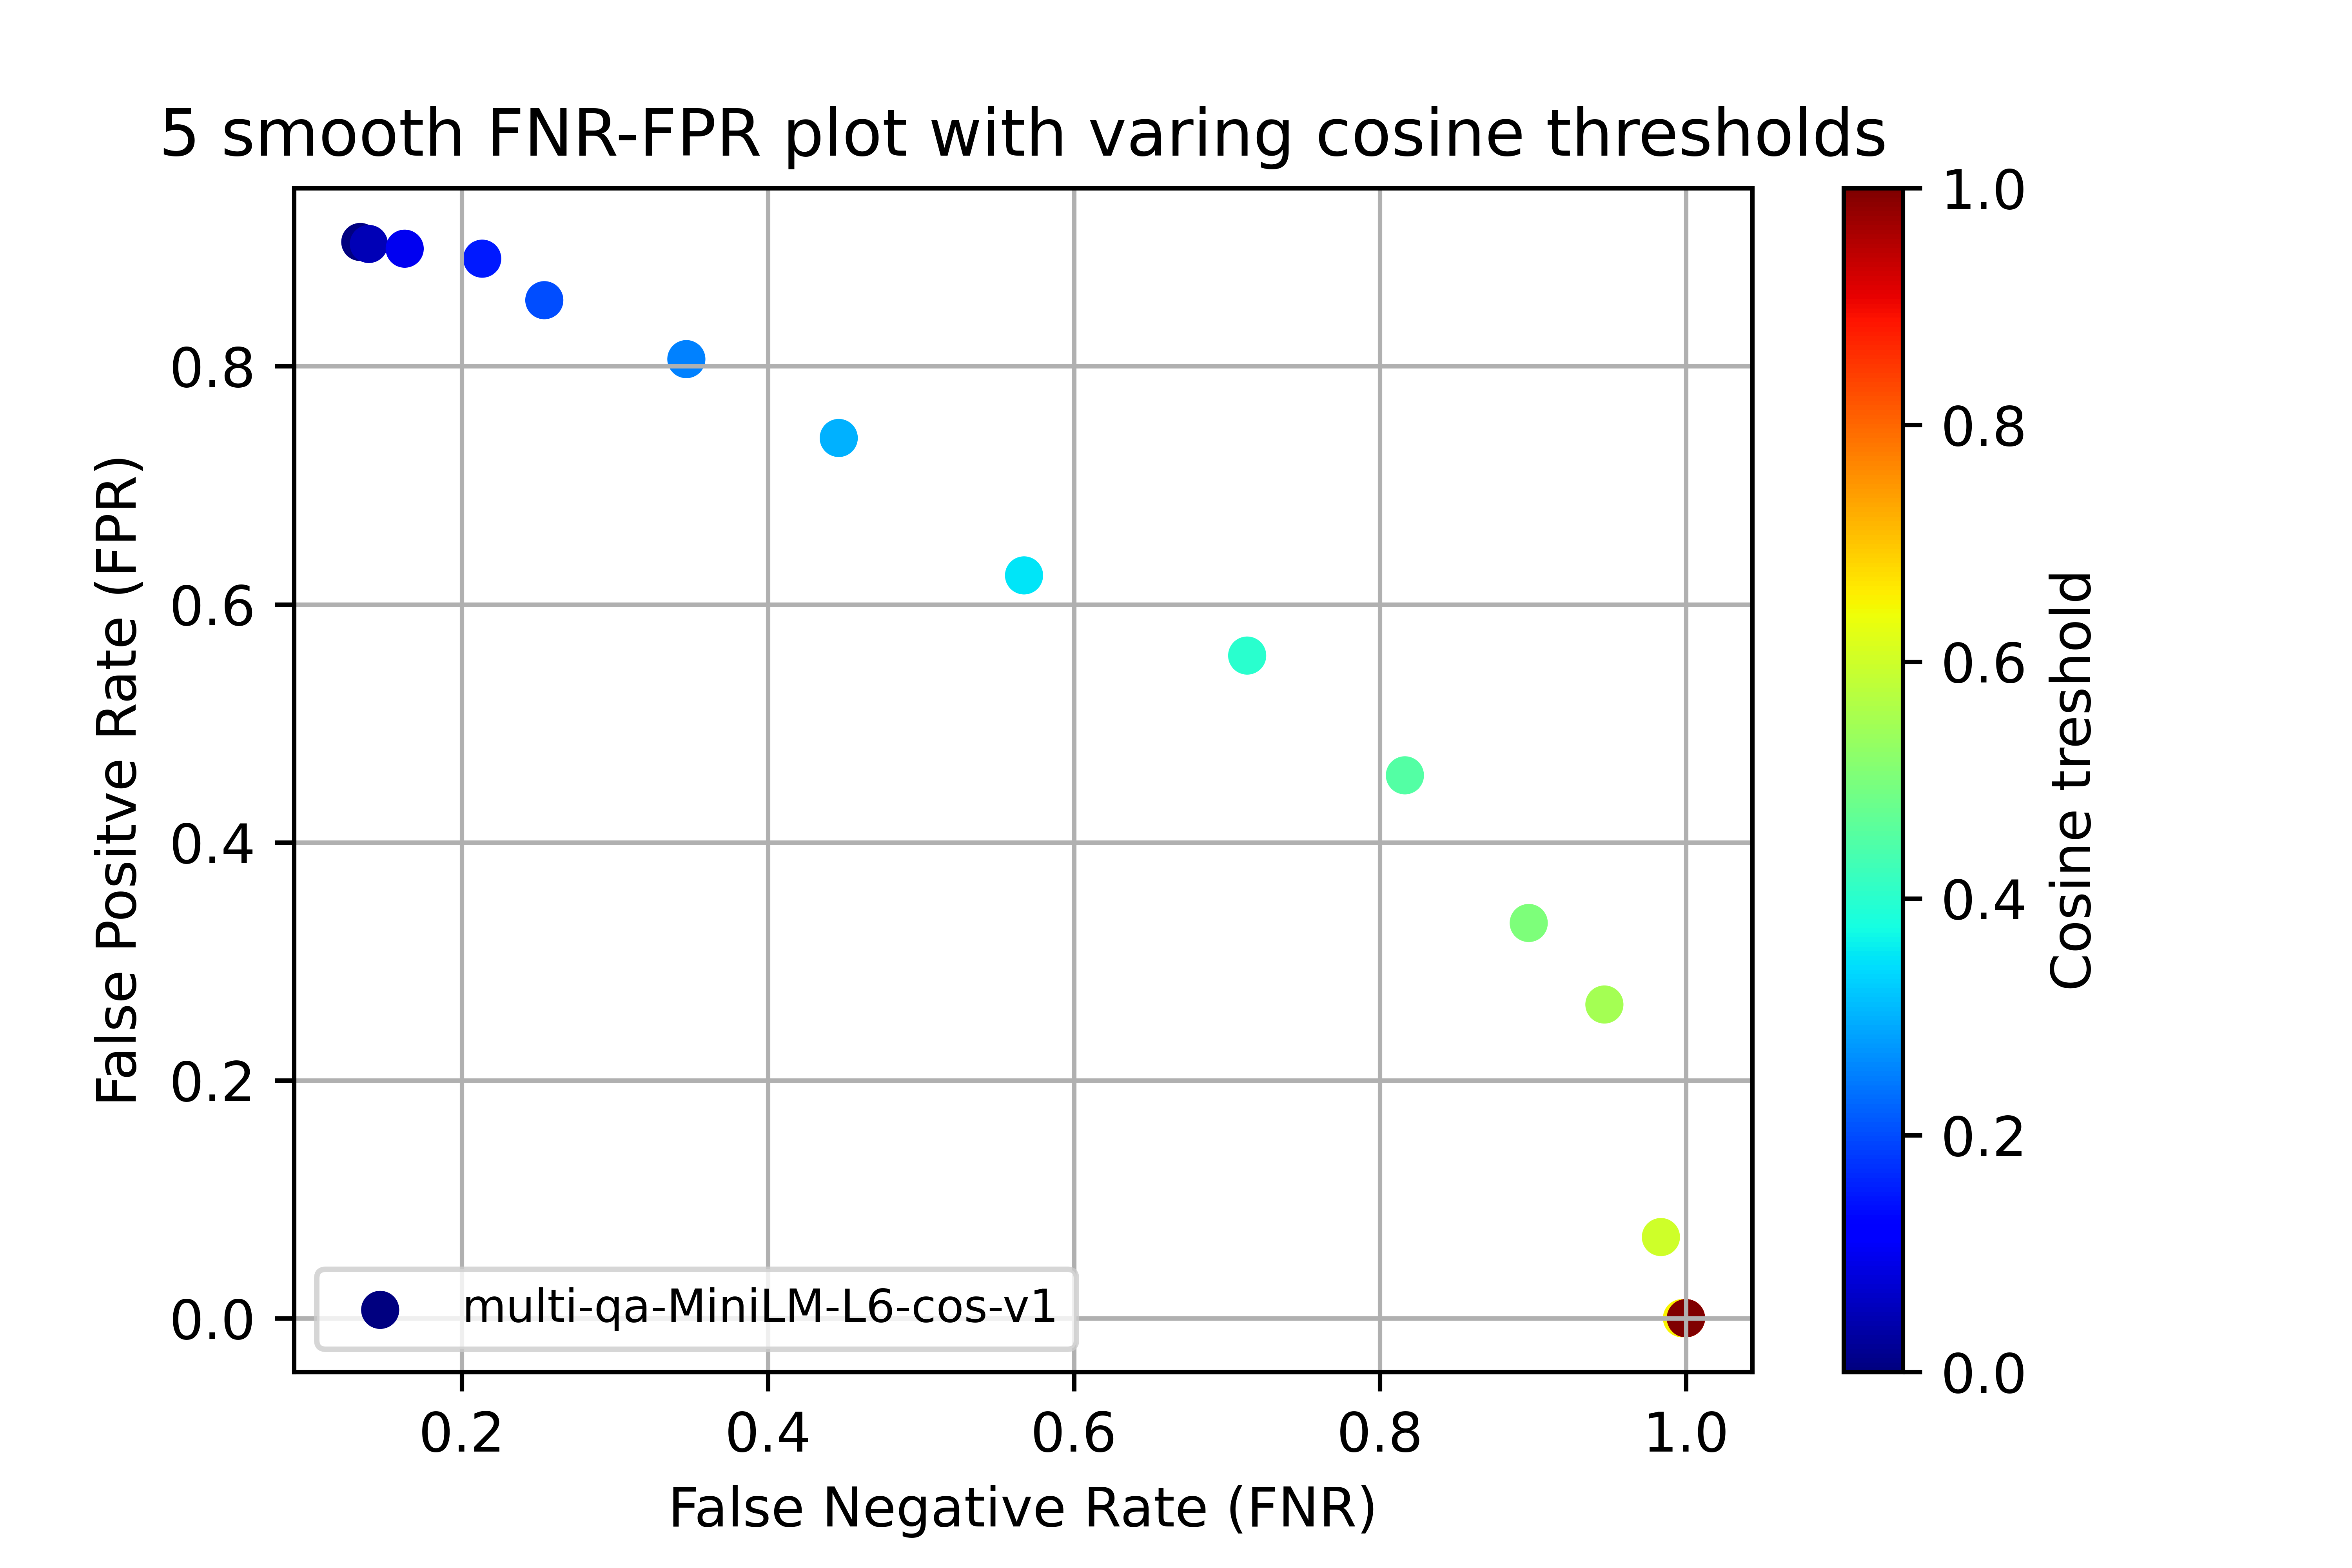 5 smooth FNR-FPR plot with varing cosine thresholds
False Positve Rate (FPR)
0.8
0.6
0.4
0.2
0.0
multi-qa-MiniLM-L6-cos-v1
0.2 0.4 0.6 0.8 1.0
False Negative Rate (FNR)
1.0
0.8
0.6
0.4
0.2
0.0
Cosine treshold